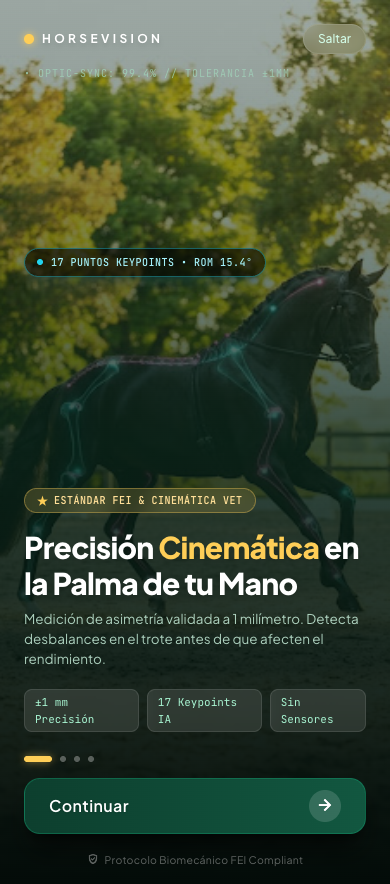 HORSEVISION
Saltar
• OPTIC-SYNC: 99.4% // TOLERANCIA ±1MM
17 PUNTOS KEYPOINTS • ROM 15.4°
ESTÁNDAR FEI & CINEMÁTICA VET
Precisión Cinemática en
la Palma de tu Mano
Medición de asimetría validada a 1 milímetro. Detecta
desbalances en el trote antes de que afecten el
rendimiento.
±1 mm
Precisión
17 Keypoints
IA
Sin
Sensores
Continuar
Protocolo Biomecánico FEI Compliant